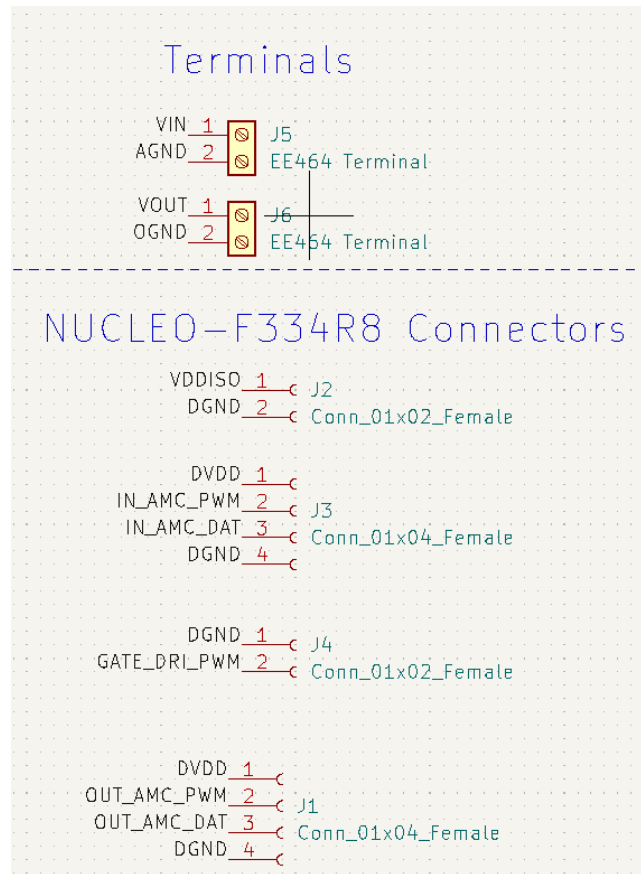 Terminals
VIN 1
J5
AGND 2
EE464 Terminal
VOUT 1
J6
OGND 2
EE464 Terminal
NUCLEO-F334R8 Connectors
VDDISO 1
J2
DGND 2
Conn_01x02_Female
DVDD 1
IN_AMC_PWM 2
J3
IN_AMC_DAT 3
Conn_01x04_Female
DGND 4
DGND 1
J4
GATE_DRI_PWM 2
Conn_01x02_Female
DVDD 1
OUT_AMC_PWM 2
J1
OUT_AMC_DAT 3
Conn_01x04_Female
DGND 4